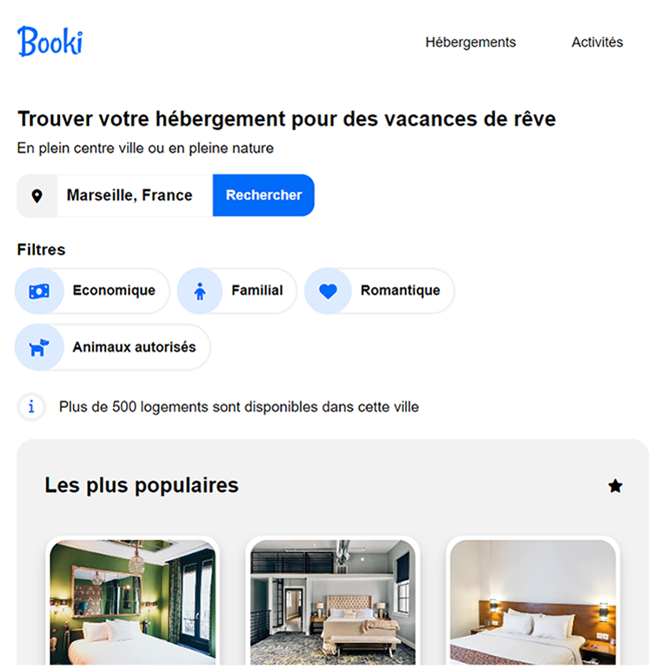 Booki
Hébergements
Activités
Trouver votre hébergement pour des vacances de rêve
En plein centre ville ou en pleine nature
Marseille, France
Rechercher
Filtres
Economique
Familial
Romantique
Animaux autorisés
i
Plus de 500 logements sont disponibles dans cette ville
Les plus populaires